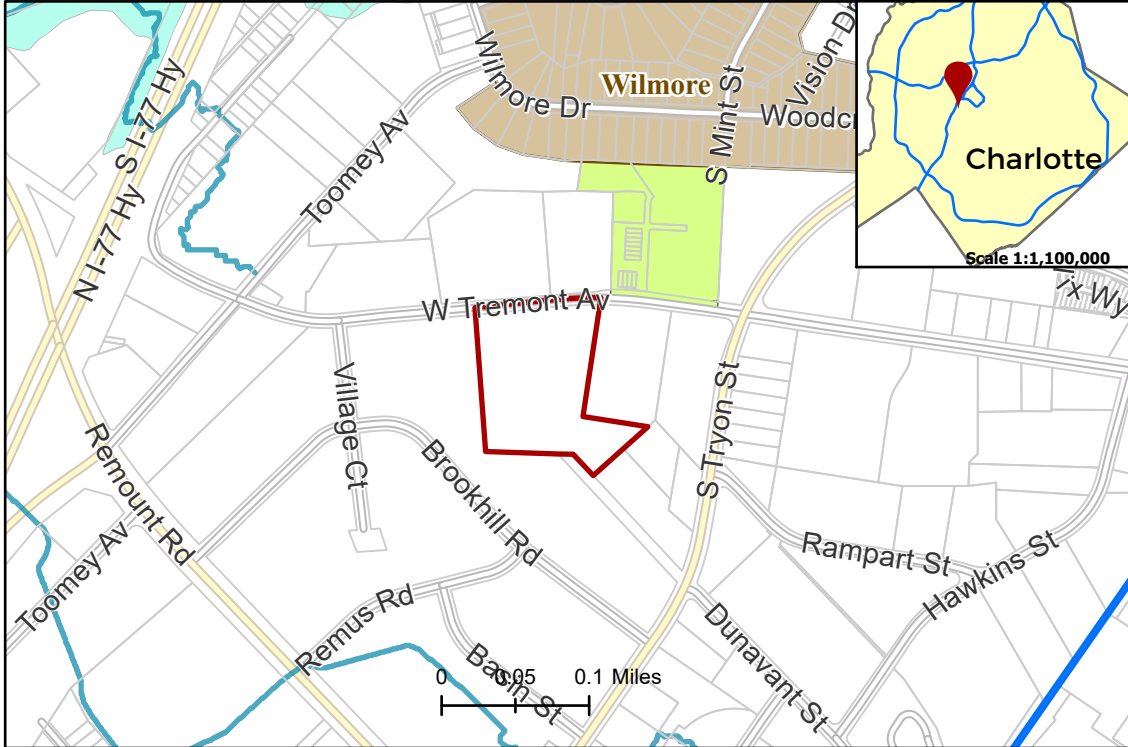 Wilmore
Wilmore Dr
S Mint St
Vision Dr
Woodcr
Toomey Av
S I-77 Hy
N I-77 Hy
Charlotte
Scale 1:1,100,000
W Tremont Av
Village Ct
Brookhill Rd
S Tryon St
Remount Rd
Toomey Av
Rampart St
Hawkins St
Remus Rd
Basin St
Dunavant St
0 0.05 0.1 Miles